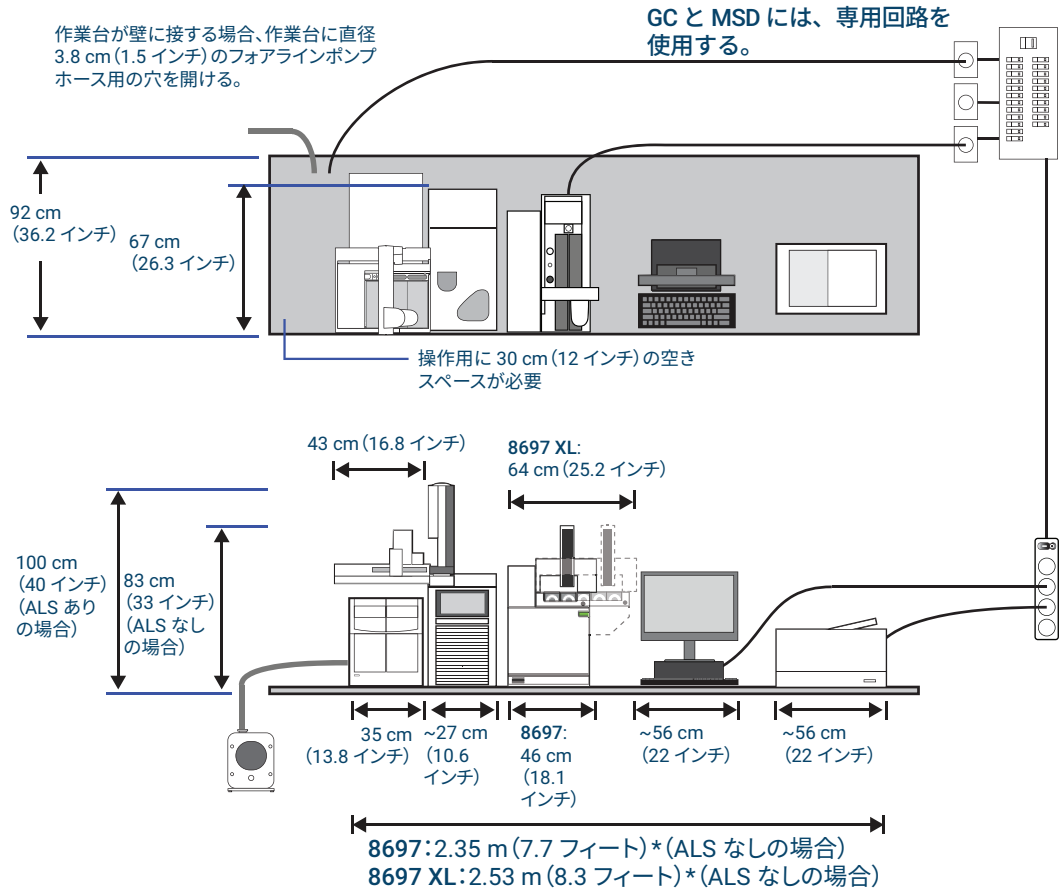 作業台が壁に接する場合、作業台に直径
3.8 cm（1.5 インチ）のフォアラインポンプ
ホース用の穴を開ける。
GC と MSD には、専用回路を
使用する。
92 cm
（36.2 インチ）
67 cm
（26.3 インチ）
操作用に 30 cm（12 インチ）の空き
スペースが必要
43 cm（16.8 インチ）
8697 XL:
64 cm（25.2 インチ）
100 cm
（40 インチ）
（ALS あり
の場合）
83 cm
（33 インチ）
（ALS なし
の場合）
35 cm
（13.8 インチ）
~27 cm
（10.6
インチ）
8697:
46 cm
（18.1
インチ）
~56 cm
（22 インチ）
~56 cm
（22 インチ）
8697：2.35 m（7.7 フィート）*（ALS なしの場合）
8697 XL：2.53 m（8.3 フィート）*（ALS なしの場合）